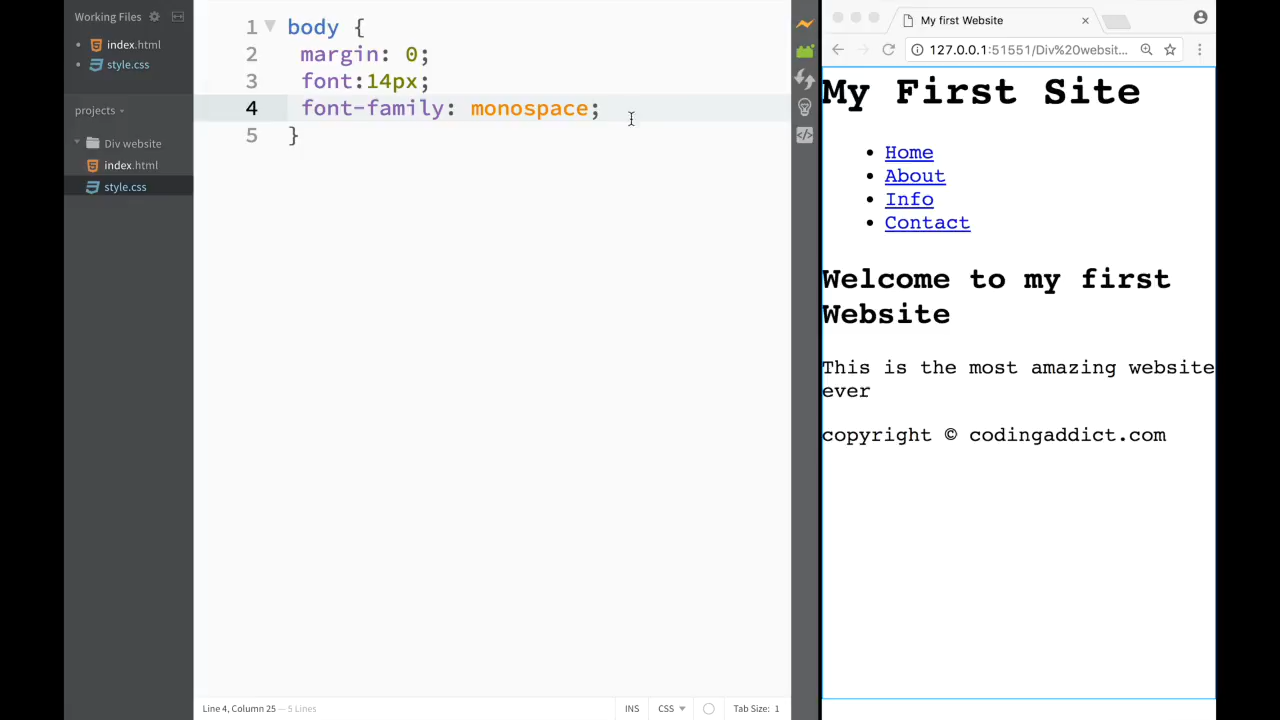 Working Files
index.html
style.css
projects
Div website
index.html
style.css
1 body {
2 margin: 0;
3 font:14px;
4 font-family: monospace;
5 }
Line 4, Column 25 — 5 Lines
INS
CSS
Tab Size: 1
My first Website
127.0.0.1:51551/Div%20websit...
My First Site
Home
About
Info
Contact
Welcome to my first
Website
This is the most amazing website
ever
copyright © codingaddict.com